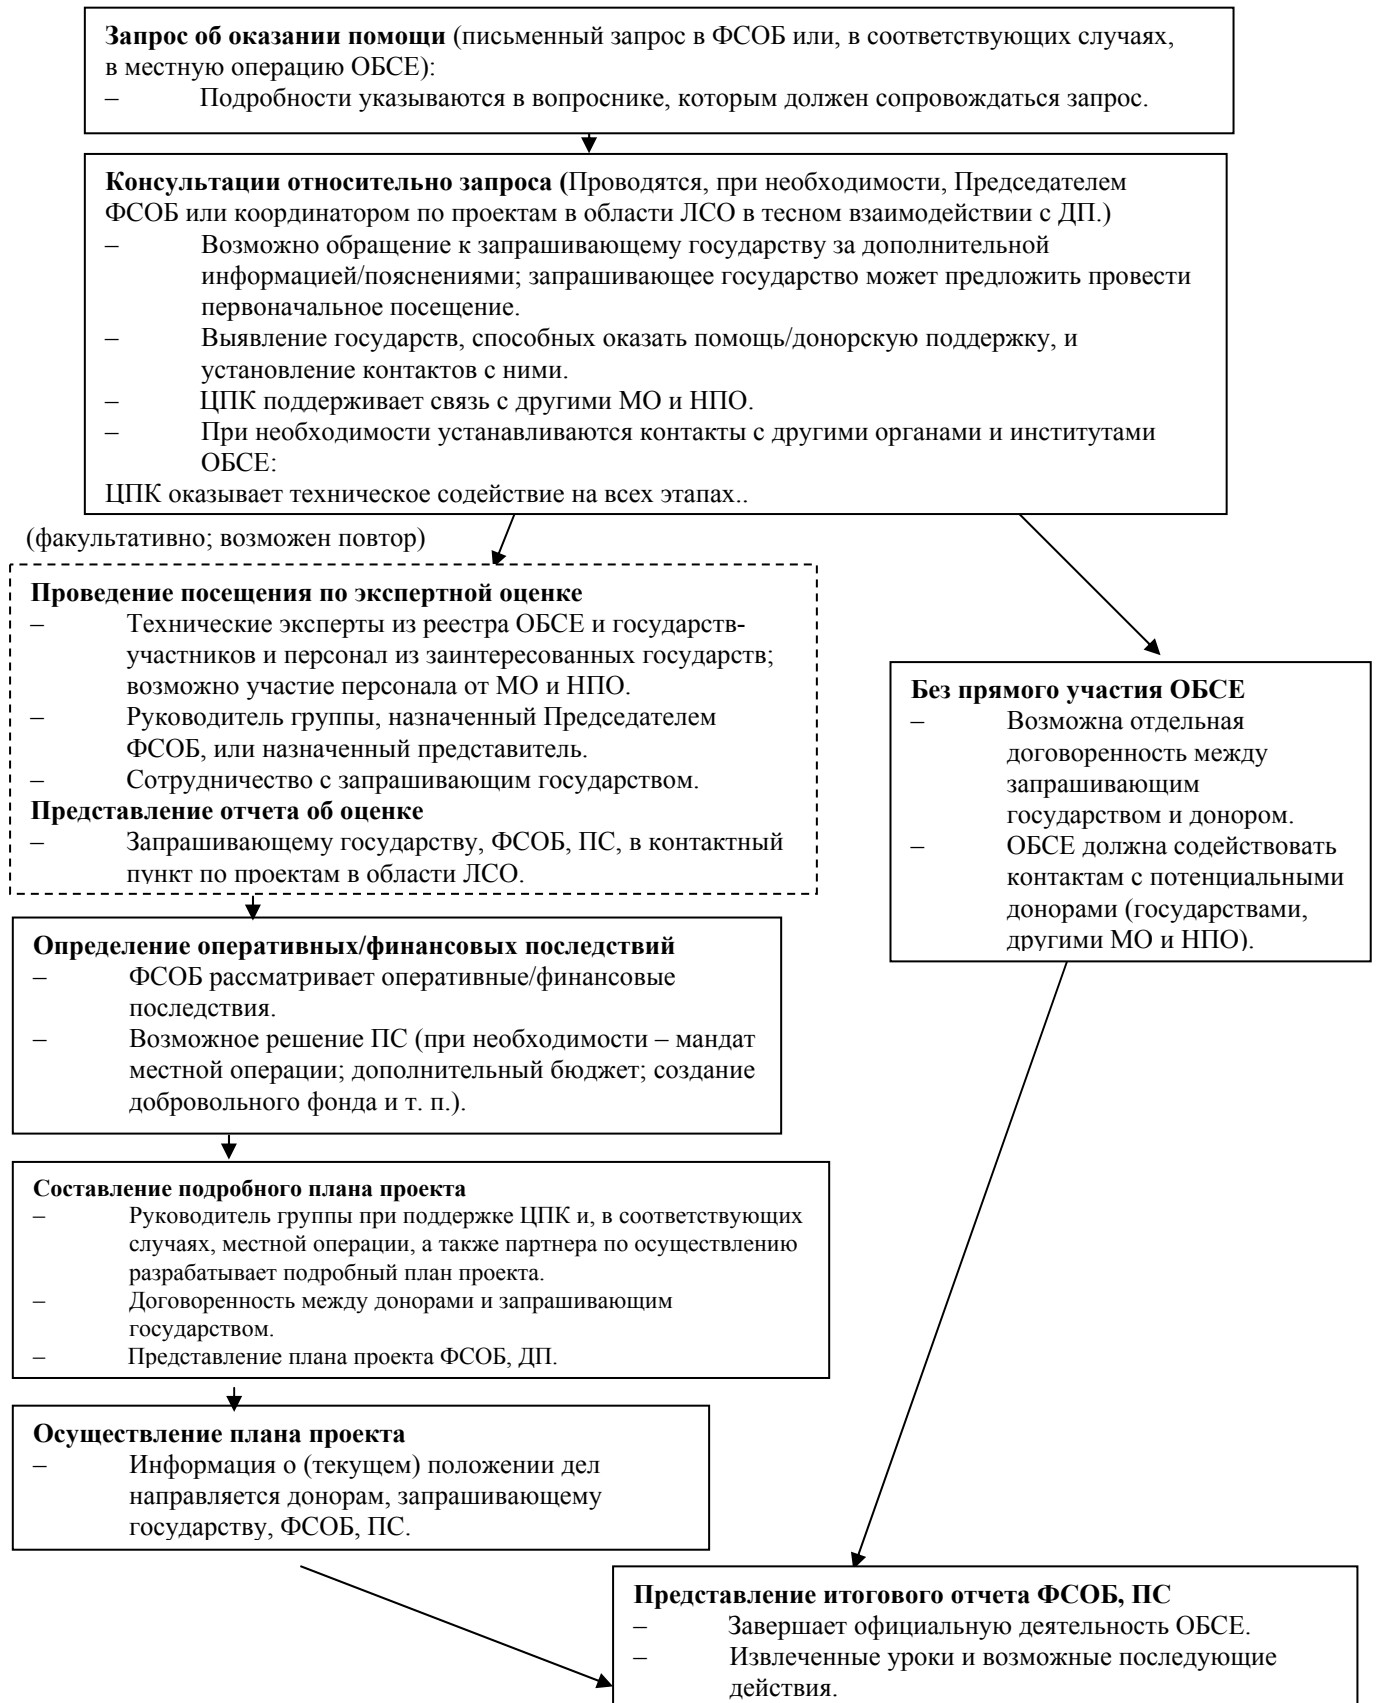 Запрос об оказании помощи (письменный запрос в ФСОБ или, в соответствующих случаях,
в местную операцию ОБСЕ):
– Подробности указываются в вопроснике, которым должен сопровождаться запрос.
Консультации относительно запроса (Проводятся, при необходимости, Председателем
ФСОБ или координатором по проектам в области ЛСО в тесном взаимодействии с ДП.)
– Возможно обращение к запрашивающему государству за дополнительной
информацией/пояснениями; запрашивающее государство может предложить провести
первоначальное посещение.
– Выявление государств, способных оказать помощь/донорскую поддержку, и
установление контактов с ними.
– ЦПК поддерживает связь с другими МО и НПО.
– При необходимости устанавливаются контакты с другими органами и институтами
ОБСЕ:
ЦПК оказывает техническое содействие на всех этапах..
(факультативно; возможен повтор)
Проведение посещения по экспертной оценке
– Технические эксперты из реестра ОБСЕ и государств-
участников и персонал из заинтересованных государств;
возможно участие персонала от МО и НПО.
– Руководитель группы, назначенный Председателем
ФСОБ, или назначенный представитель.
– Сотрудничество с запрашивающим государством.
Представление отчета об оценке
– Запрашивающему государству, ФСОБ, ПС, в контактный
пункт по проектам в области ЛСО.
Без прямого участия ОБСЕ
– Возможна отдельная
договоренность между
запрашивающим
государством и донором.
– ОБСЕ должна содействовать
контактам с потенциальными
донорами (государствами,
другими МО и НПО).
Определение оперативных/финансовых последствий
– ФСОБ рассматривает оперативные/финансовые
последствия.
– Возможное решение ПС (при необходимости – мандат
местной операции; дополнительный бюджет; создание
добровольного фонда и т. п.).
Составление подробного плана проекта
– Руководитель группы при поддержке ЦПК и, в соответствующих
случаях, местной операции, а также партнера по осуществлению
разрабатывает подробный план проекта.
– Договоренность между донорами и запрашивающим
государством.
– Представление плана проекта ФСОБ, ДП.
Осуществление плана проекта
– Информация о (текущем) положении дел
направляется донорам, запрашивающему
государству, ФСОБ, ПС.
Представление итогового отчета ФСОБ, ПС
– Завершает официальную деятельность ОБСЕ.
– Извлеченные уроки и возможные последующие
действия.